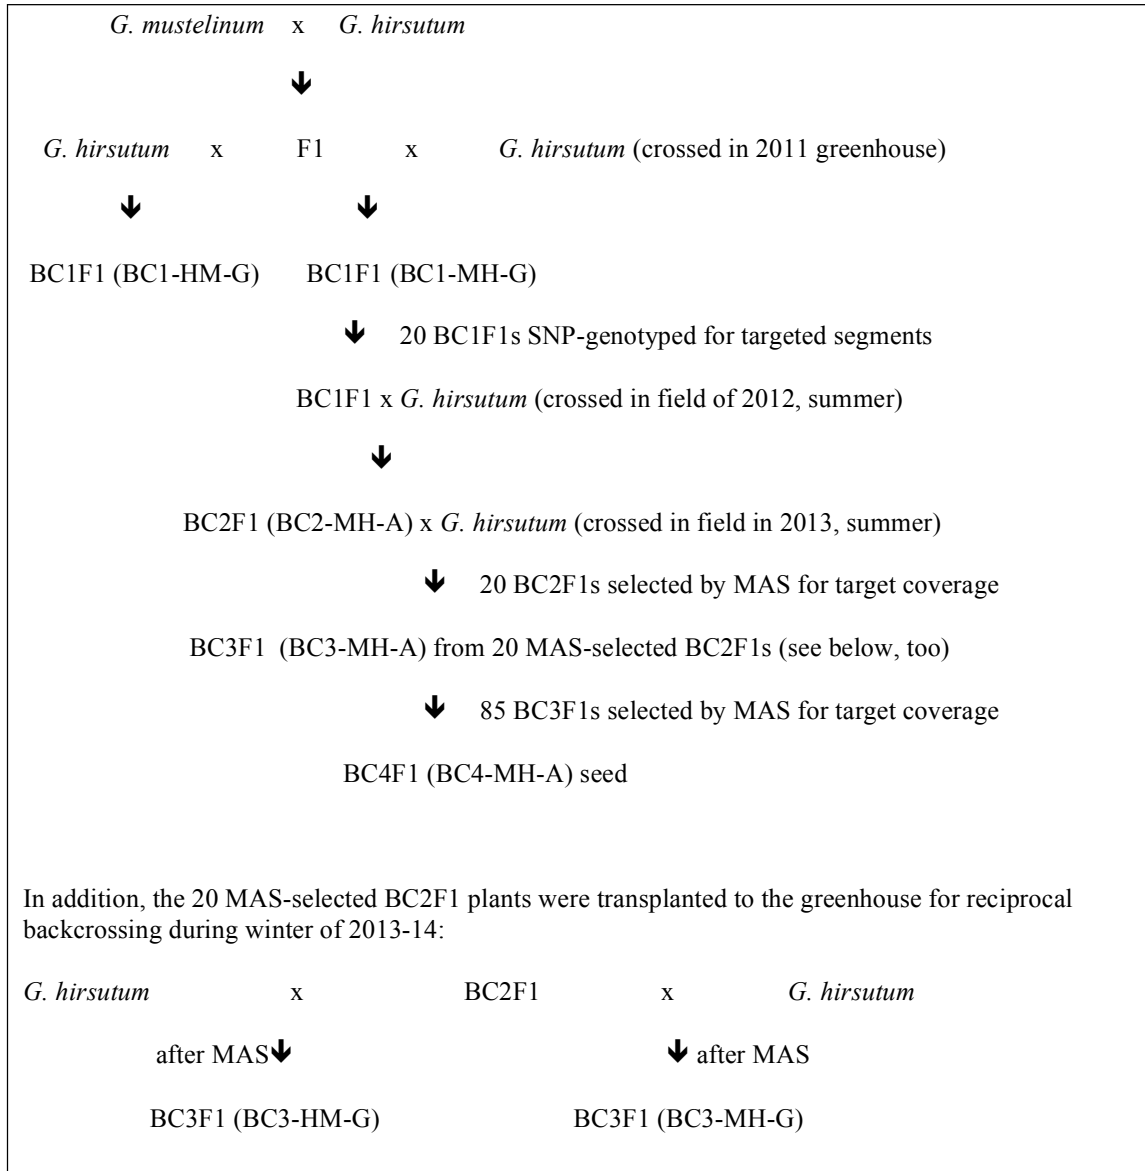 G. mustelinum x G. hirsutum
G. hirsutum x F1 x G. hirsutum (crossed in 2011 greenhouse)
BC1F1 (BC1-HM-G) BC1F1 (BC1-MH-G)
20 BC1F1s SNP-genotyped for targeted segments
BC1F1 x G. hirsutum (crossed in field of 2012, summer)
BC2F1 (BC2-MH-A) x G. hirsutum (crossed in field in 2013, summer)
20 BC2F1s selected by MAS for target coverage
BC3F1 (BC3-MH-A) from 20 MAS-selected BC2F1s (see below, too)
85 BC3F1s selected by MAS for target coverage
BC4F1 (BC4-MH-A) seed
In addition, the 20 MAS-selected BC2F1 plants were transplanted to the greenhouse for reciprocal
backcrossing during winter of 2013-14:
G. hirsutum x BC2F1 x G. hirsutum
after MAS after MAS
BC3F1 (BC3-HM-G) BC3F1 (BC3-MH-G)